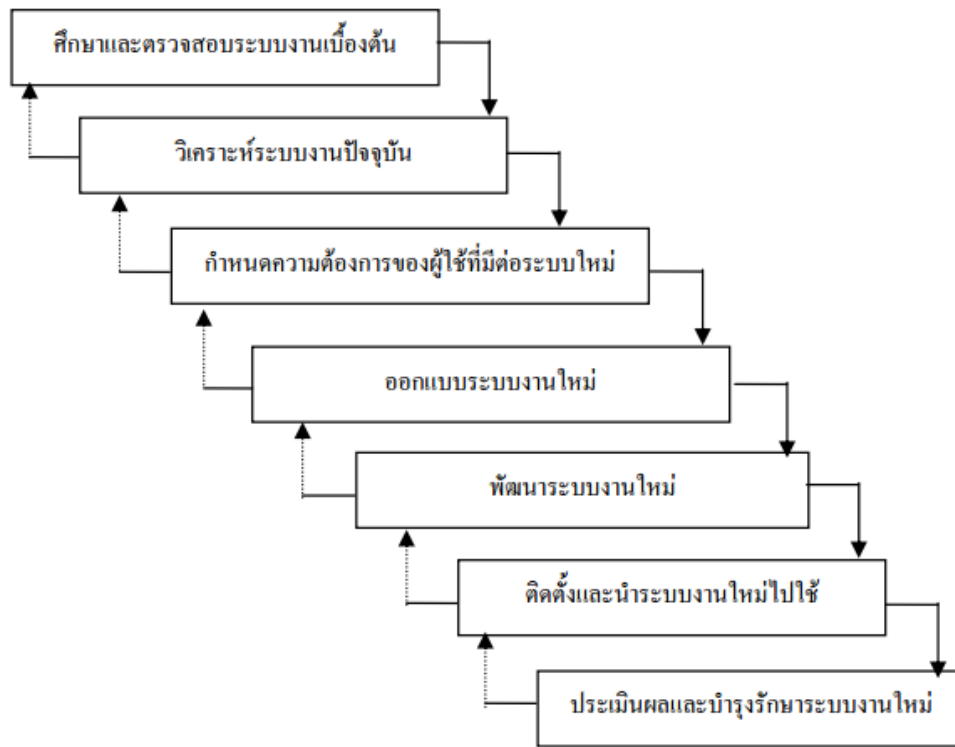 ศึกษาและตรวจสอบระบบงานเบื้องต้น
วิเคราะห์ระบบงานปัจจุบัน
กำหนดความต้องการของผู้ใช้ที่มีต่อระบบใหม่
ออกแบบระบบงานใหม่
พัฒนาระบบงานใหม่
ติดตั้งและนำระบบงานใหม่ไปใช้
ประเมินผลและบำรุงรักษาระบบงานใหม่